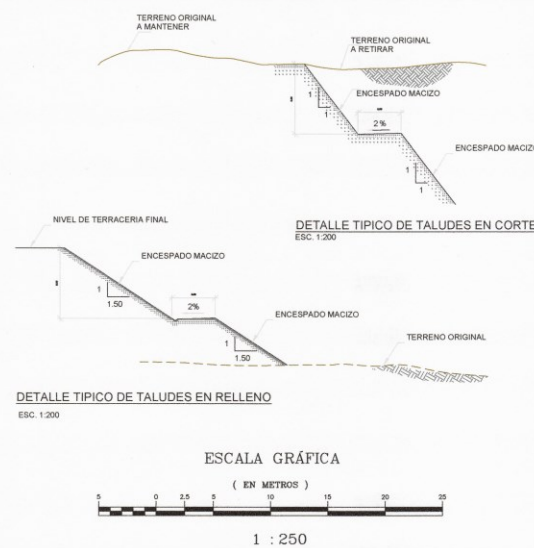 TERRENO ORIGINAL
A MANTENER
TERRENO ORIGINAL
A RETIRAR
ENCESPADO MACIZO
1
1
2%
ENCESPADO MACIZO
1
1
DETALLE TIPICO DE TALUDES EN CORTE
ESC. 1:200
NIVEL DE TERRACERIA FINAL
ENCESPADO MACIZO
1
1.50
2%
ENCESPADO MACIZO
1
1.50
TERRENO ORIGINAL
DETALLE TIPICO DE TALUDES EN RELLENO
ESC. 1:200
ESCALA GRÁFICA
( EN METROS )
5 0 2.5 5 10 15 20 25
1 : 250